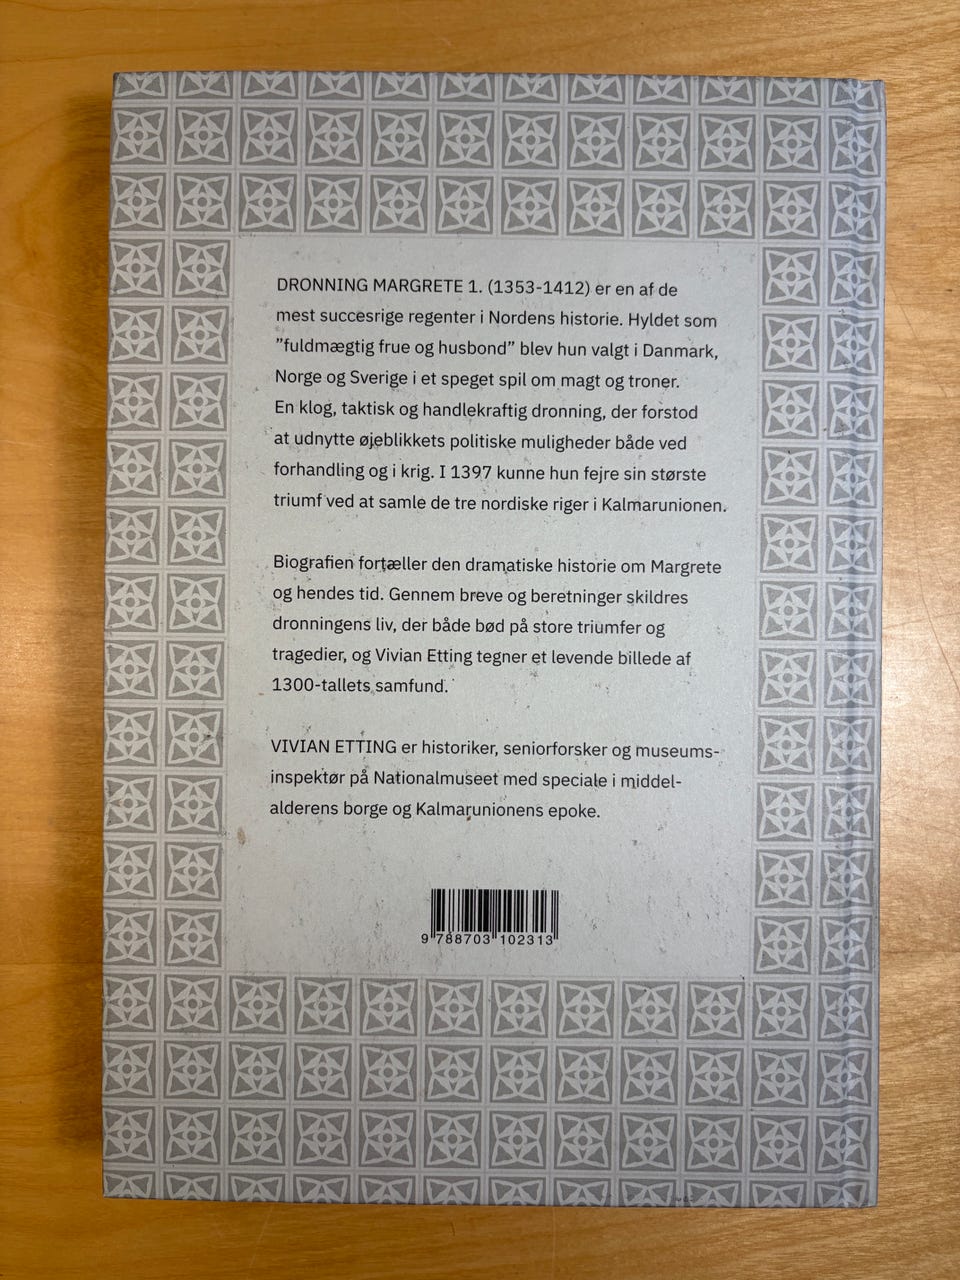 DRONNING MARGRETE 1. (1353-1412) er en af de
mest succesrige regenter i Nordens historie. Hyldet som
”fuldmægtig frue og husbond” blev hun valgt i Danmark,
Norge og Sverige i et speget spil om magt og troner.
En klog, taktisk og handlekraftig dronning, der forstod
at udnytte øjeblikkets politiske muligheder både ved
forhandling og i krig. I 1397 kunne hun fejre sin største
triumf ved at samle de tre nordiske riger i Kalmarunionen.
Biografien fortæller den dramatiske historie om Margrete
og hendes tid. Gennem breve og beretninger skildres
dronningens liv, der både bød på store triumfer og
tragedier, og Vivian Etting tegner et levende billede af
1300-tallets samfund.
VIVIAN ETTING er historiker, seniorforsker og museums-
inspektør på Nationalmuseet med speciale i middel-
alderens borge og Kalmarunionens epoke.
9 788703 102313